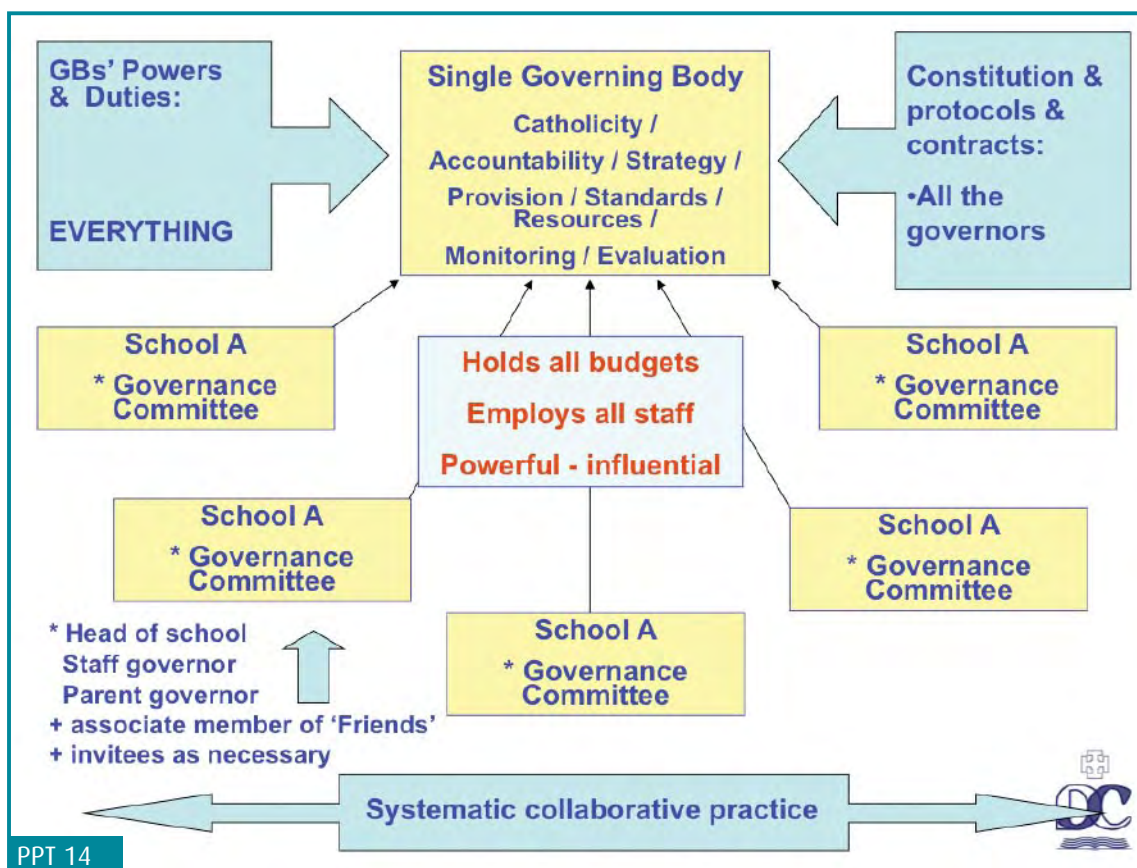 GBs' Powers
& Duties:
EVERYTHING
Single Governing Body
Catholicity /
Accountability / Strategy /
Provision / Standards /
Resources /
Monitoring / Evaluation
Constitution &
protocols &
contracts:
•All the
governors
School A
* Governance
Committee
Holds all budgets
Employs all staff
Powerful - influential
School A
* Governance
Committee
School A
* Governance
Committee
School A
* Governance
Committee
School A
* Governance
Committee
* Head of school
Staff governor
Parent governor
+ associate member of 'Friends'
+ invitees as necessary
Systematic collaborative practice
DC
PPT 14